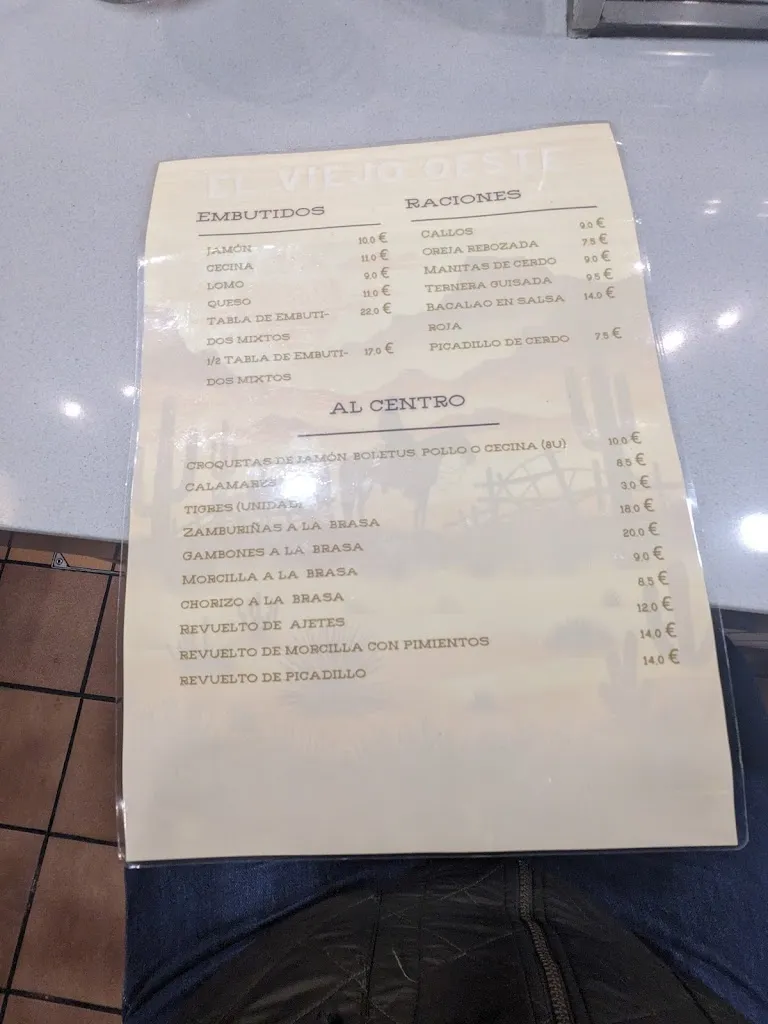 EL VIEJO OESTE
EMBUTIDOS
JAMÓN 10,0 €
CECINA 11,0 €
LOMO 9,0 €
QUESO 11,0 €
TABLA DE EMBUTI- 22,0 €
DOS MIXTOS
1/2 TABLA DE EMBUTI- 17,0 €
DOS MIXTOS
RACIONES
CALLOS 9,0 €
OREJA REBOZADA 7,5 €
MANITAS DE CERDO 9,0 €
TERNERA GUISADA 9,5 €
BACALAO EN SALSA 14,0 €
ROJA
PICADILLO DE CERDO 7,5 €
AL CENTRO
CROQUETAS DE JAMÓN, BOLETUS, POLLO O CECINA (8U) 10,0 €
CALAMARES 8,5 €
TIGRES (UNIDAD) 3,0 €
ZAMBURIÑAS A LA BRASA 18,0 €
GAMBONES A LA BRASA 20,0 €
MORCILLA A LA BRASA 9,0 €
CHORIZO A LA BRASA 8,5 €
REVUELTO DE AJETES 12,0 €
REVUELTO DE MORCILLA CON PIMIENTOS 14,0 €
REVUELTO DE PICADILLO 14,0 €